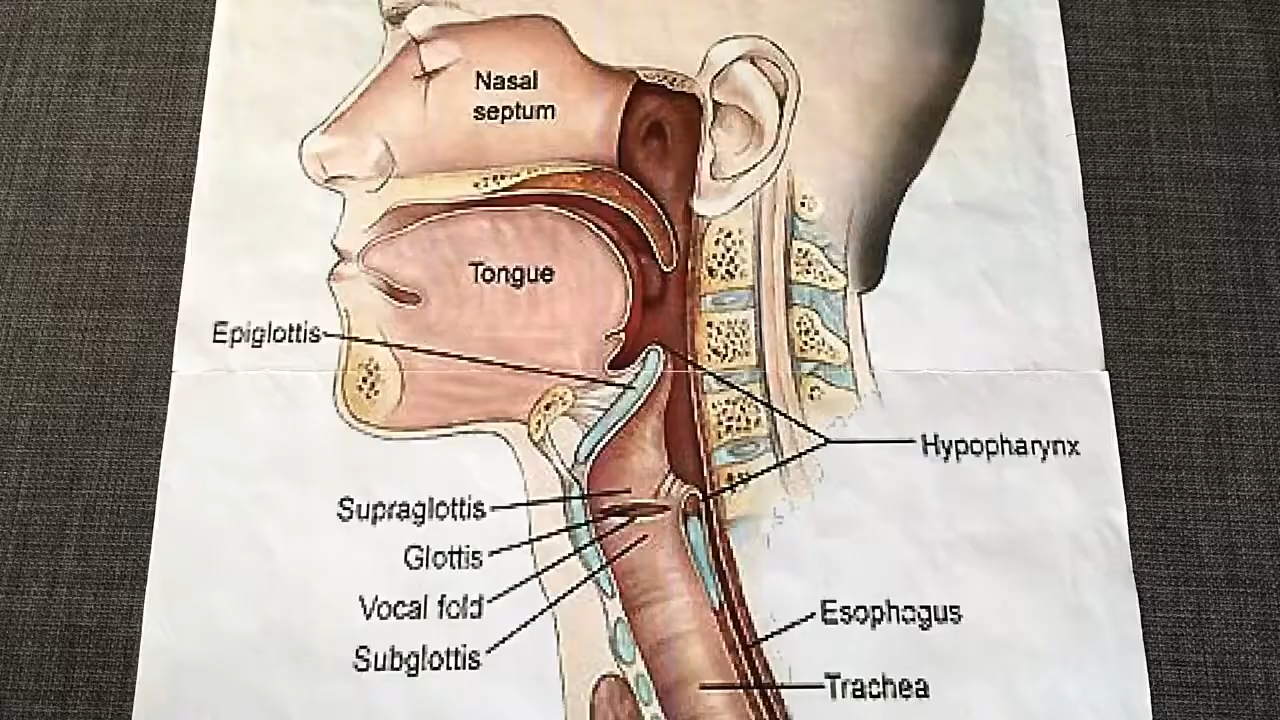 Nasal
septum
Tongue
Epiglottis
Hypopharynx
Supraglottis
Glottis
Vocal fold
Subglottis
Esophagus
Trachea